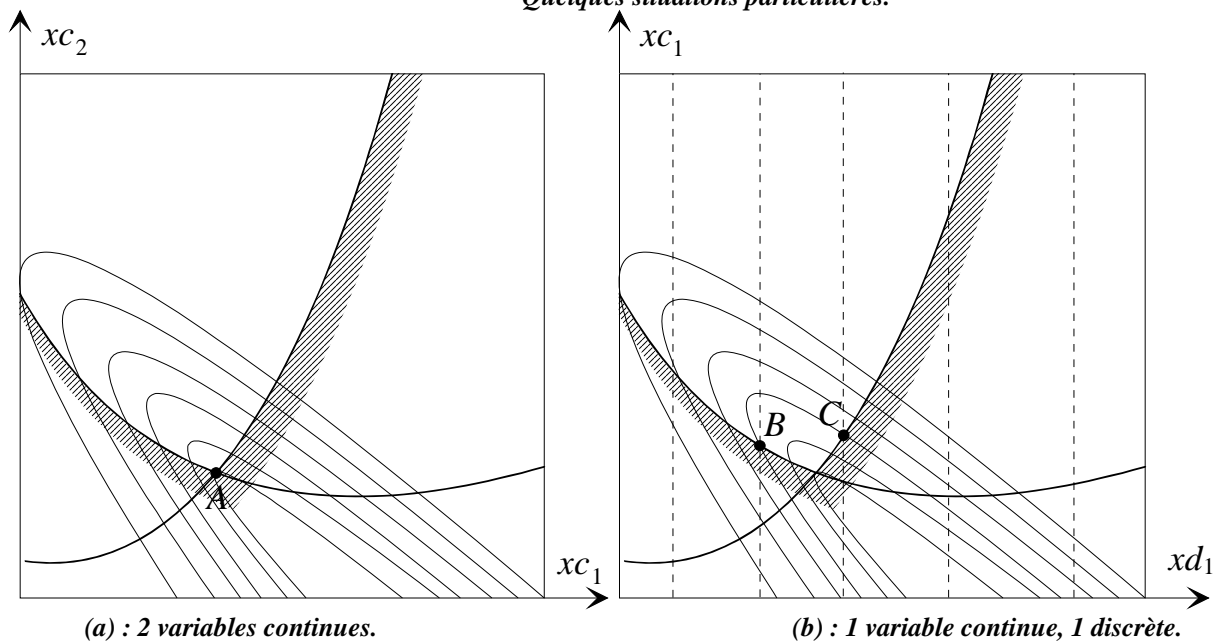 Quelques situations particulières.
xc2
xc1
A
xc1
xd1
B
C
(a) : 2 variables continues.
(b) : 1 variable continue, 1 discrète.